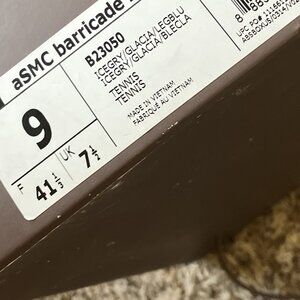 aSMC barricade
B23050
9
ICEGRY/GLACIA/LEGBLU
ICEGRY/GLACIA/BLECLA
TENNIS
TENNIS
MADE IN VIETNAM
FABRIQUE AU VIETNAM
F 41 1/3
UK 7 1/2